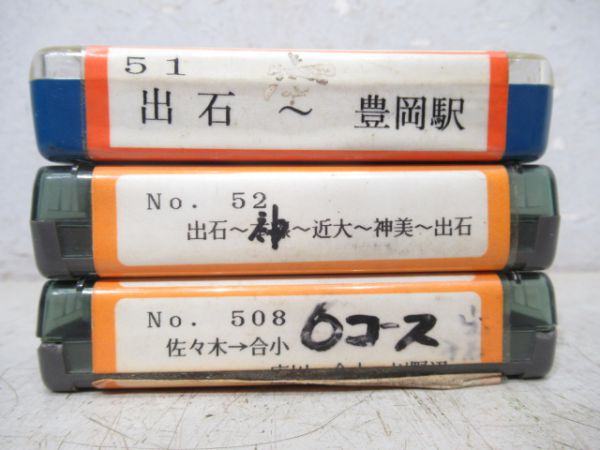 51
出石 ～ 豊岡駅
No. 52
出石～神～近大～神美～出石
No. 508
6コース
佐々木→合小